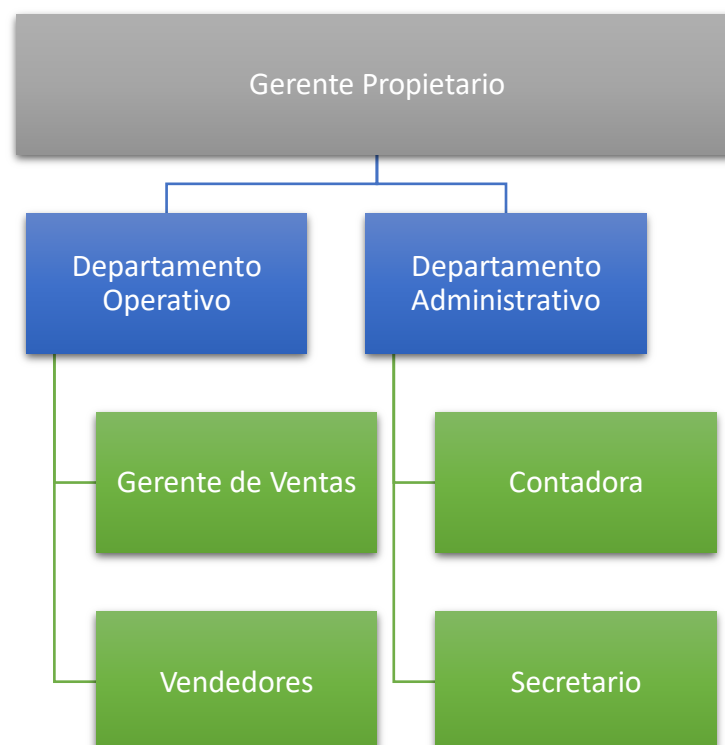 Gerente Propietario
Departamento
Operativo
Departamento
Administrativo
Gerente de Ventas
Contadora
Vendedores
Secretario